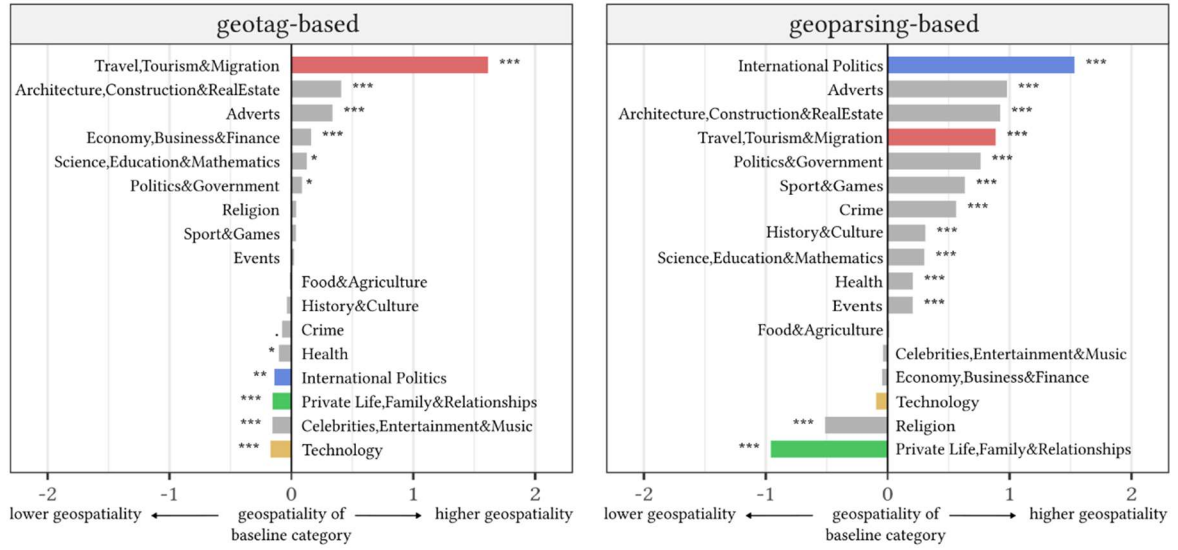 geotag-based
Travel,Tourism&Migration ***
Architecture,Construction&RealEstate ***
Adverts ***
Economy,Business&Finance ***
Science,Education&Mathematics *
Politics&Government *
Religion
Sport&Games
Events
Food&Agriculture
History&Culture
. Crime
* Health
** International Politics
*** Private Life,Family&Relationships
*** Celebrities,Entertainment&Music
*** Technology
-2 -1 0 1 2
lower geospatiality geospatiality of higher geospatiality
baseline category
geoparsing-based
International Politics ***
Adverts ***
Architecture,Construction&RealEstate ***
Travel,Tourism&Migration ***
Politics&Government ***
Sport&Games ***
Crime ***
History&Culture ***
Science,Education&Mathematics ***
Health ***
Events ***
Food&Agriculture
Celebrities,Entertainment&Music
Economy,Business&Finance
Technology
*** Religion
*** Private Life,Family&Relationships
-2 -1 0 1 2
lower geospatiality geospatiality of higher geospatiality
baseline category